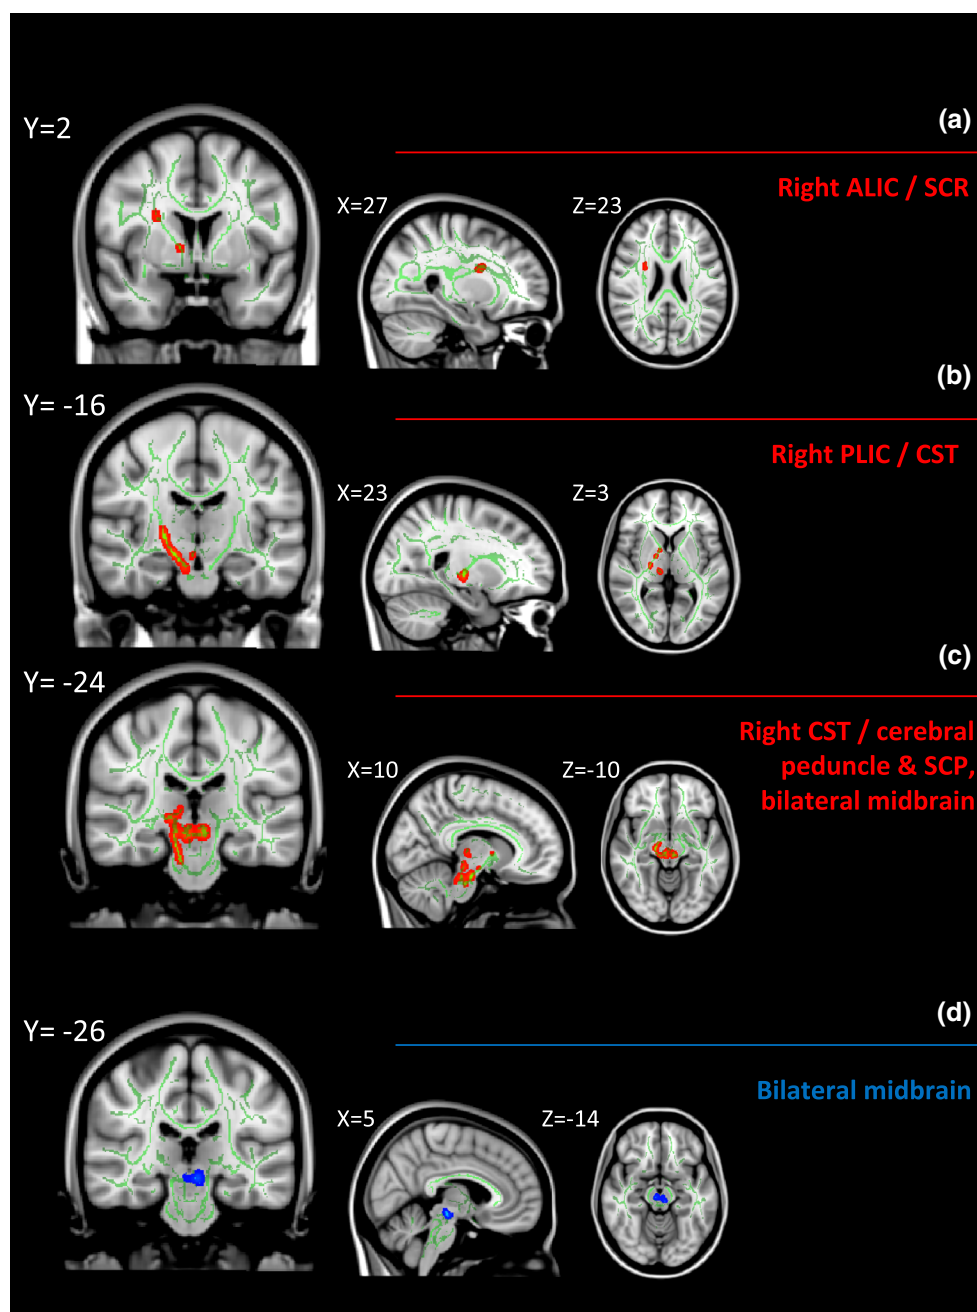 (a)
Y=2
Right ALIC / SCR
X=27
Z=23
(b)
Y= -16
Right PLIC / CST
X=23
Z=3
(c)
Y= -24
Right CST / cerebral
peduncle & SCP,
bilateral midbrain
X=10
Z=-10
(d)
Y= -26
Bilateral midbrain
X=5
Z=-14